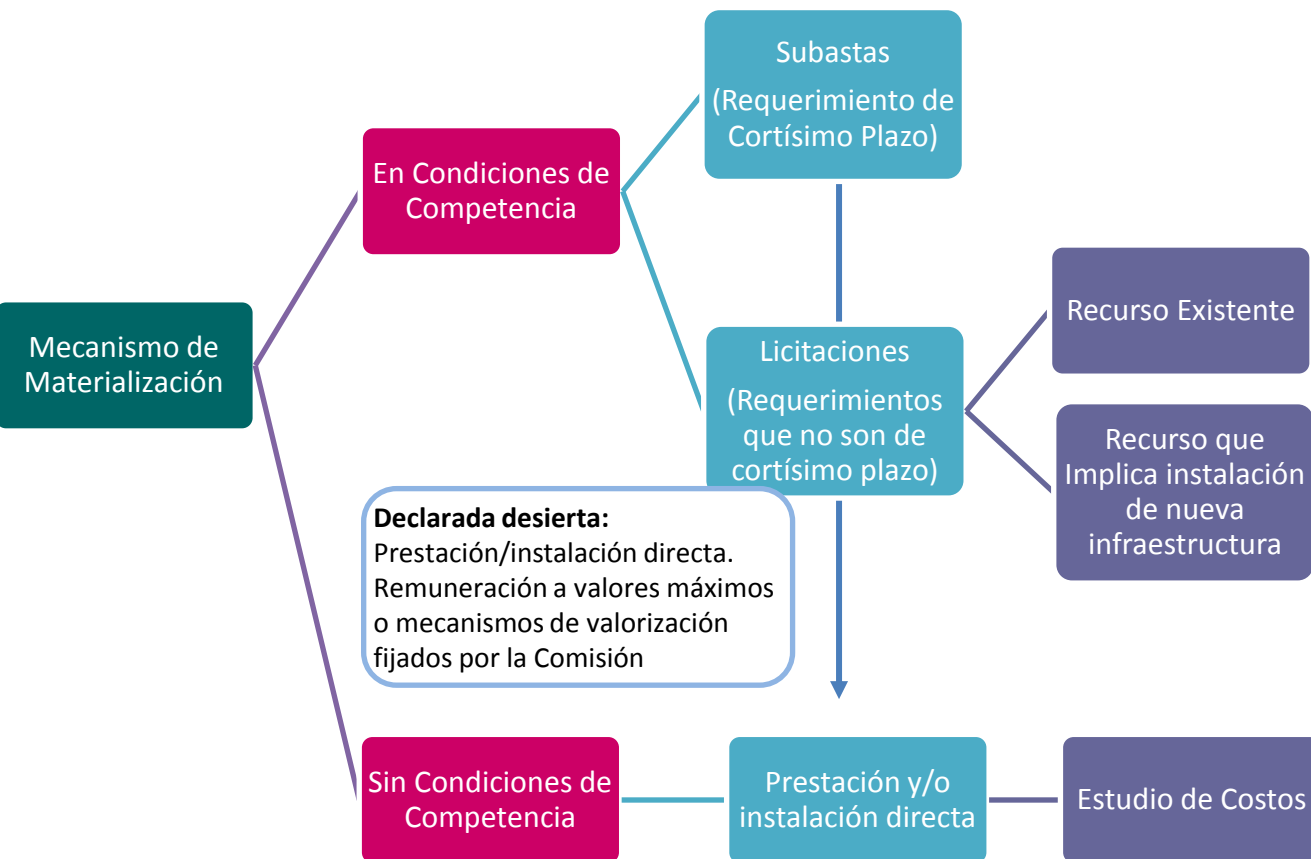 Subastas
(Requerimiento de
Cortísimo Plazo)
En Condiciones de
Competencia
Recurso Existente
Mecanismo de
Materialización
Licitaciones
(Requerimientos
que no son de
cortísimo plazo)
Recurso que
Implica instalación
de nueva
infraestructura
Declarada desierta:
Prestación/instalación directa.
Remuneración a valores máximos
o mecanismos de valorización
fijados por la Comisión
Sin Condiciones de
Competencia
Prestación y/o
instalación directa
Estudio de Costos